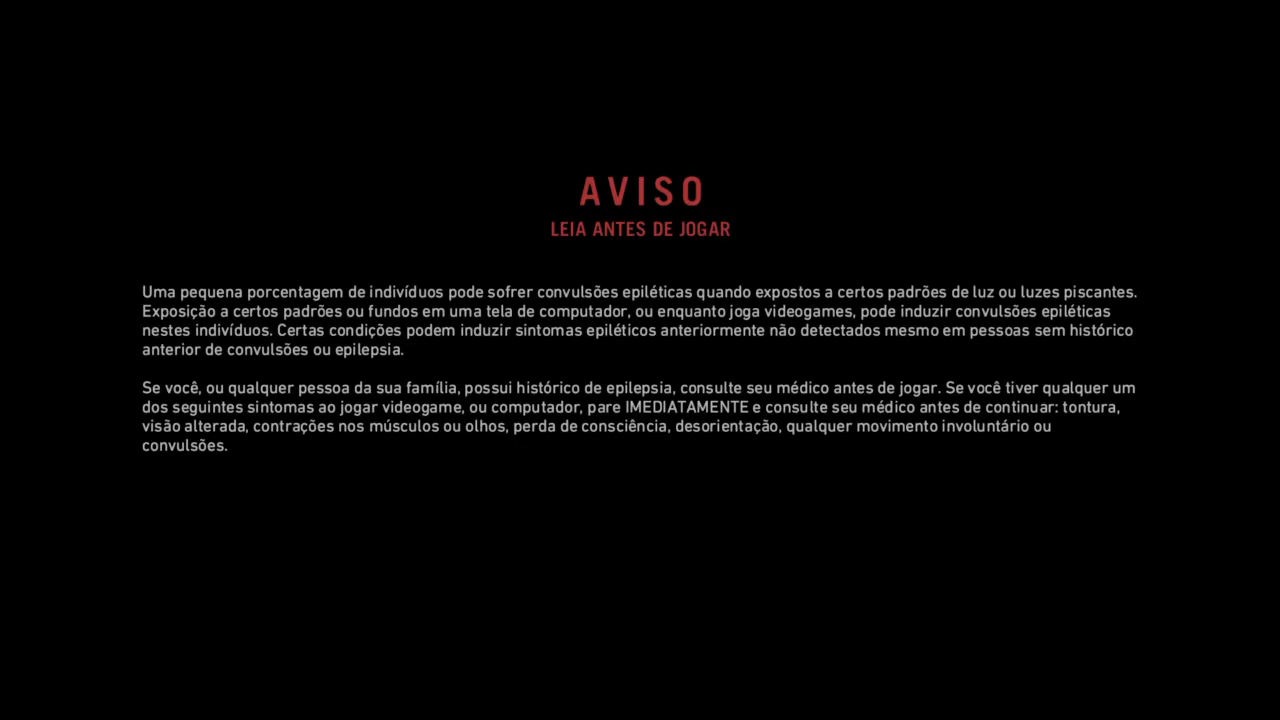 AVISO
LEIA ANTES DE JOGAR
Uma pequena porcentagem de indivíduos pode sofrer convulsões epiléticas quando expostos a certos padrões de luz ou luzes piscantes.
Exposição a certos padrões ou fundos em uma tela de computador, ou enquanto joga videogames, pode induzir convulsões epiléticas
nestes indivíduos. Certas condições podem induzir sintomas epiléticos anteriormente não detectados mesmo em pessoas sem histórico
anterior de convulsões ou epilepsia.
Se você, ou qualquer pessoa da sua família, possui histórico de epilepsia, consulte seu médico antes de jogar. Se você tiver qualquer um
dos seguintes sintomas ao jogar videogame, ou computador, pare IMEDIATAMENTE e consulte seu médico antes de continuar: tontura,
visão alterada, contrações nos músculos ou olhos, perda de consciência, desorientação, qualquer movimento involuntário ou
convulsões.